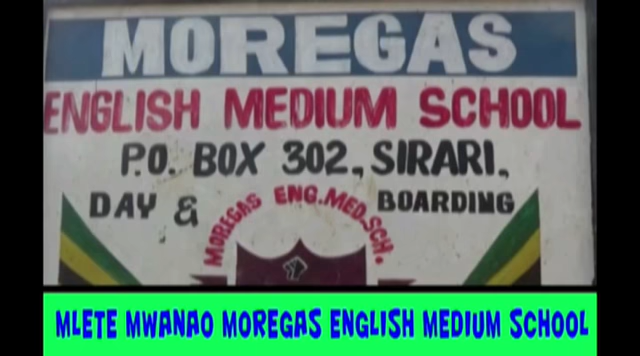 MOREGAS
ENGLISH MEDIUM SCHOOL
P.O. BOX 302, SIRARI,
DAY & BOARDING
MOREGAS ENG.MED.SCH.
MLETE MWANAO MOREGAS ENGLISH MEDIUM SCHOOL